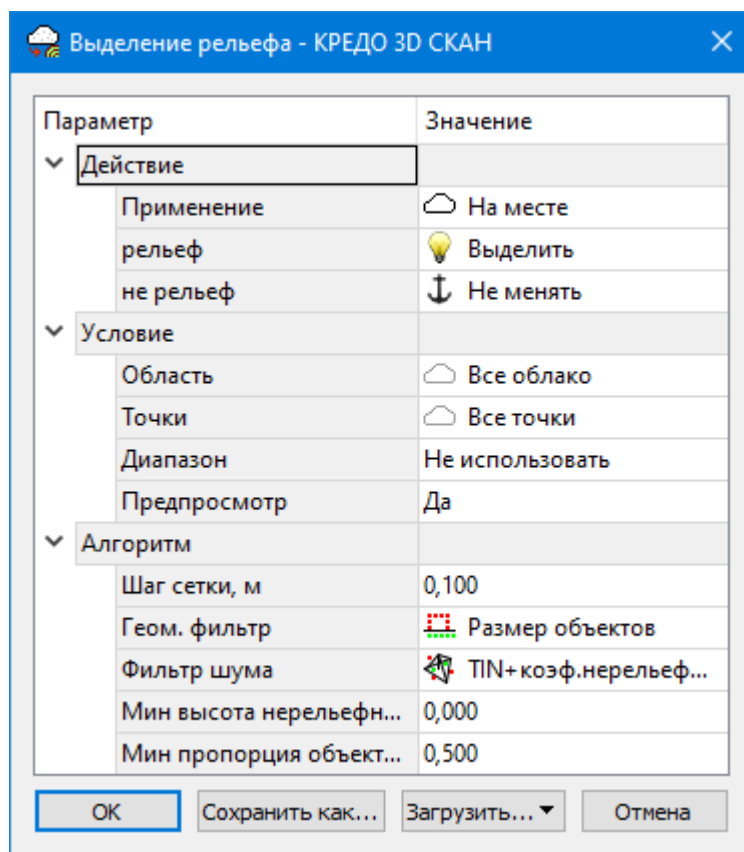 Выделение рельефа - КРЕДО 3D СКАН
Параметр Значение
Действие
Применение На месте
рельеф Выделить
не рельеф Не менять
Условие
Область Все облако
Точки Все точки
Диапазон Не использовать
Предпросмотр Да
Алгоритм
Шаг сетки, м 0,100
Геом. фильтр Размер объектов
Фильтр шума TIN+коэф.нерельеф...
Мин высота нерельефн... 0,000
Мин пропорция объект... 0,500
ОК Сохранить как... Загрузить... Отмена